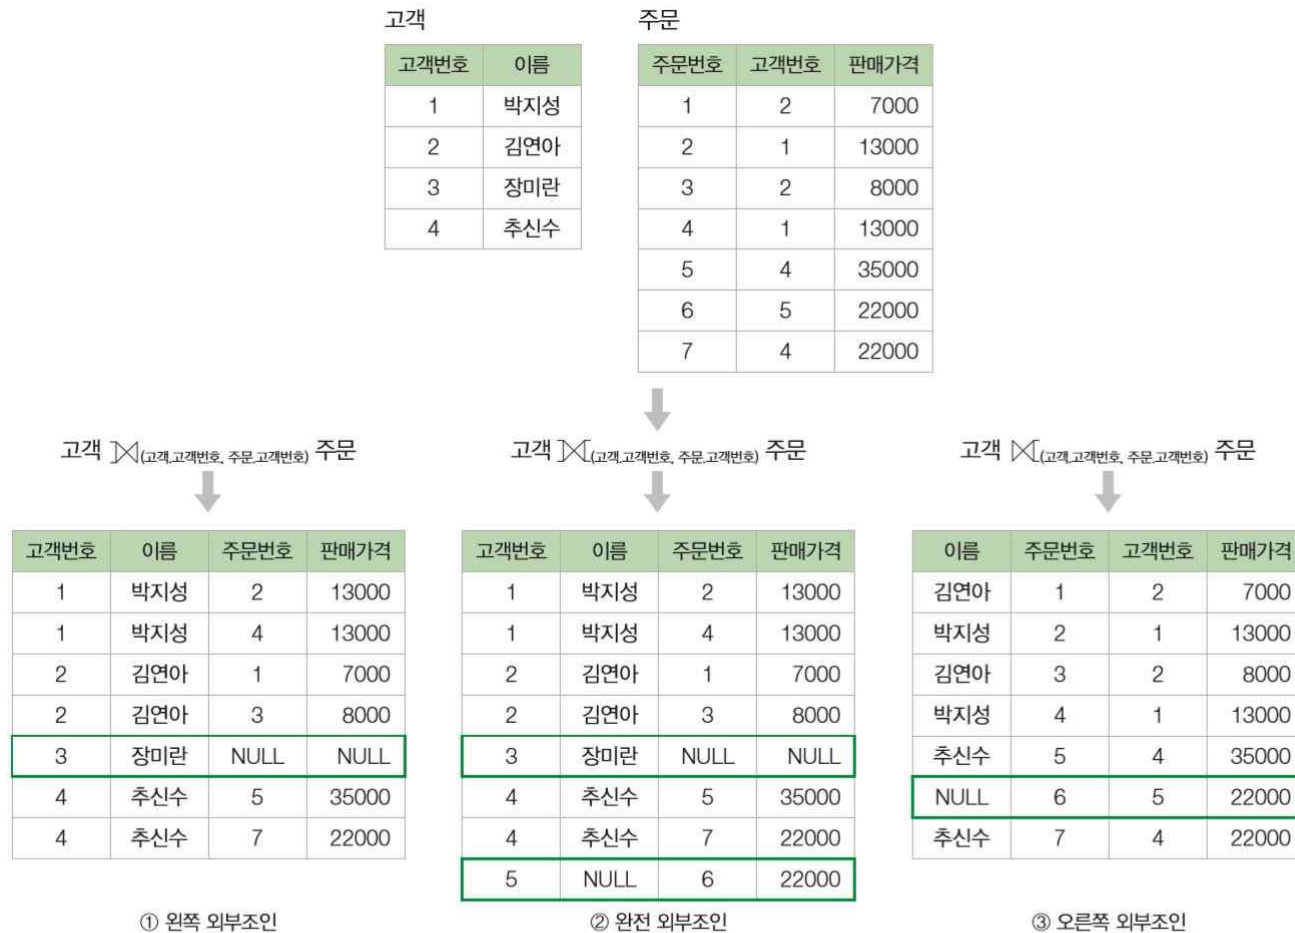 고객
고객번호 이름
1 박지성
2 김연아
3 장미란
4 추신수
주문
주문번호 고객번호 판매가격
1 2 7000
2 1 13000
3 2 8000
4 1 13000
5 4 35000
6 5 22000
7 4 22000
고객 ⟕(고객.고객번호, 주문.고객번호) 주문
고객번호 이름 주문번호 판매가격
1 박지성 2 13000
1 박지성 4 13000
2 김연아 1 7000
2 김연아 3 8000
3 장미란 NULL NULL
4 추신수 5 35000
4 추신수 7 22000
① 왼쪽 외부조인
고객 ⟗(고객.고객번호, 주문.고객번호) 주문
고객번호 이름 주문번호 판매가격
1 박지성 2 13000
1 박지성 4 13000
2 김연아 1 7000
2 김연아 3 8000
3 장미란 NULL NULL
4 추신수 5 35000
4 추신수 7 22000
5 NULL 6 22000
② 완전 외부조인
고객 ⟖(고객.고객번호, 주문.고객번호) 주문
이름 주문번호 고객번호 판매가격
김연아 1 2 7000
박지성 2 1 13000
김연아 3 2 8000
박지성 4 1 13000
추신수 5 4 35000
NULL 6 5 22000
추신수 7 4 22000
③ 오른쪽 외부조인